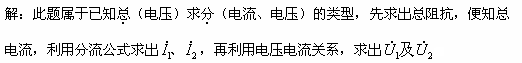 解：此题属于已知总（电压）求分（电流、电压）的类型，先求出总阻抗，便知总
电流，利用分流公式求出İ₁、İ₂，再利用电压电流关系，求出U̇₁及U̇₂